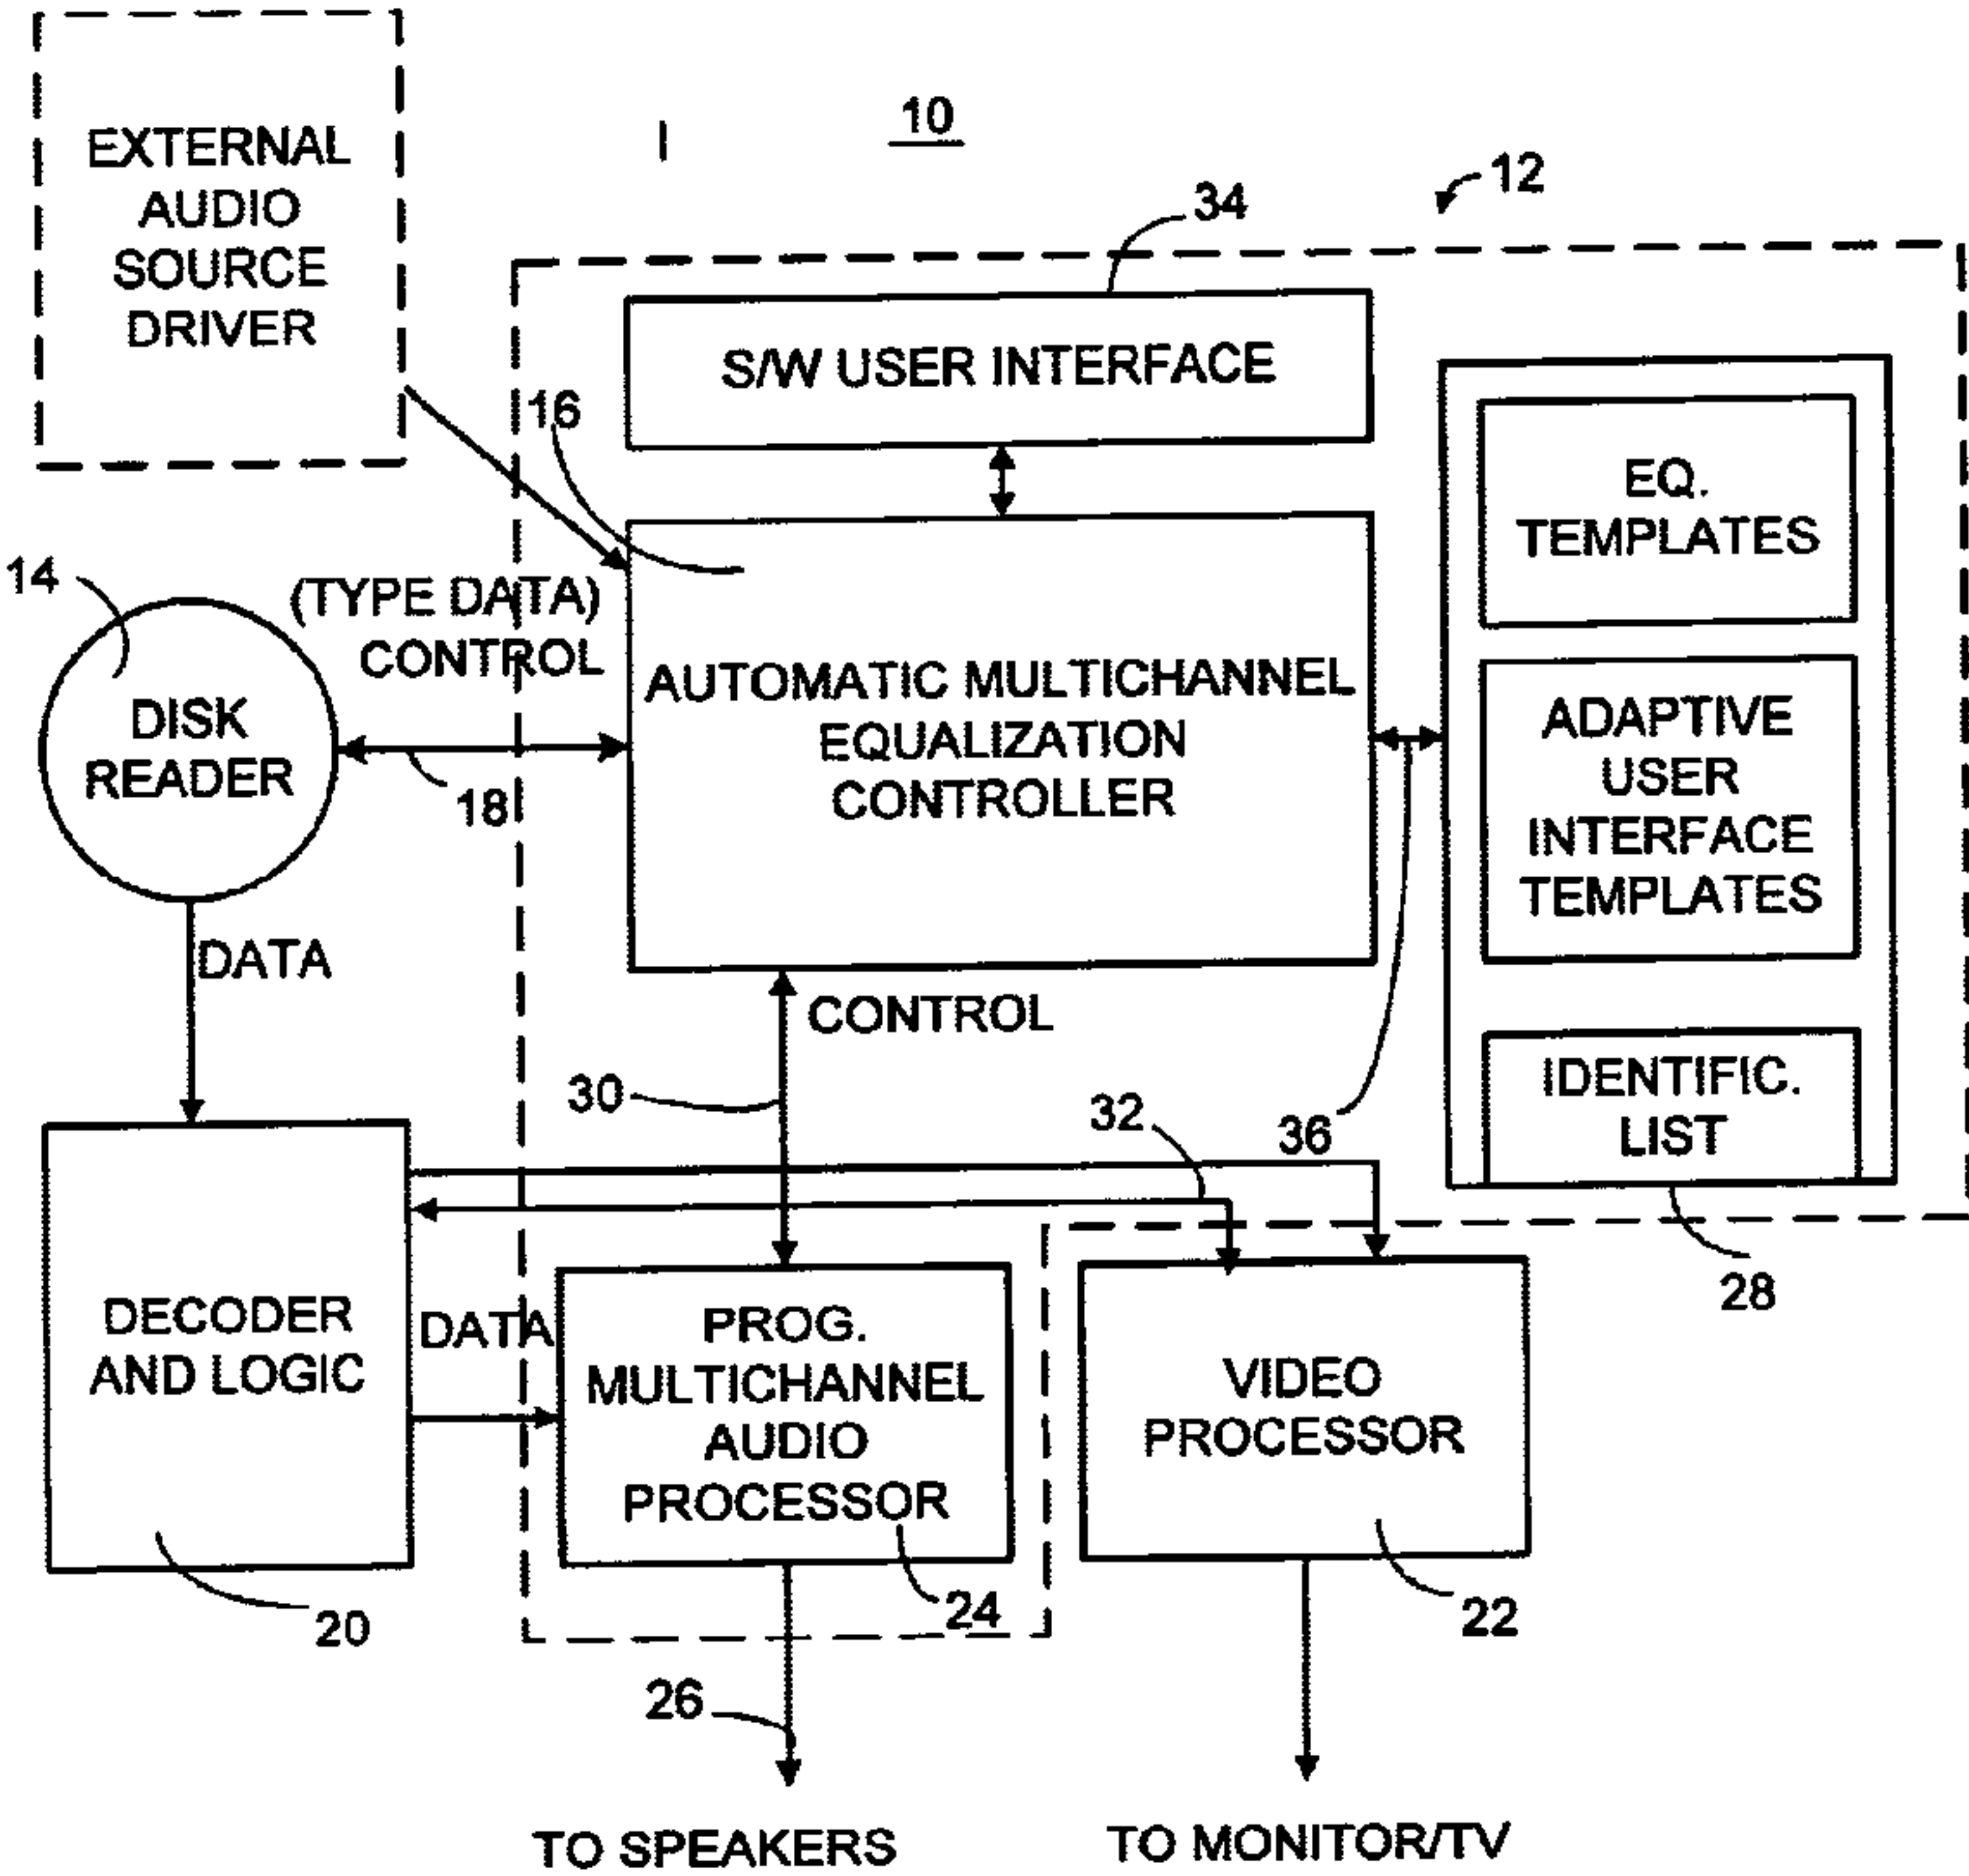 10
12
EXTERNAL
AUDIO
SOURCE
DRIVER
34
S/W USER INTERFACE
16
EQ.
TEMPLATES
14
(TYPE DATA)
CONTROL
DISK
READER
18
AUTOMATIC MULTICHANNEL
EQUALIZATION
CONTROLLER
ADAPTIVE
USER
INTERFACE
TEMPLATES
DATA
CONTROL
30
32
36
IDENTIFIC.
LIST
28
DECODER
AND LOGIC
20
DATA
PROG.
MULTICHANNEL
AUDIO
PROCESSOR
24
VIDEO
PROCESSOR
22
26
TO SPEAKERS
TO MONITOR/TV